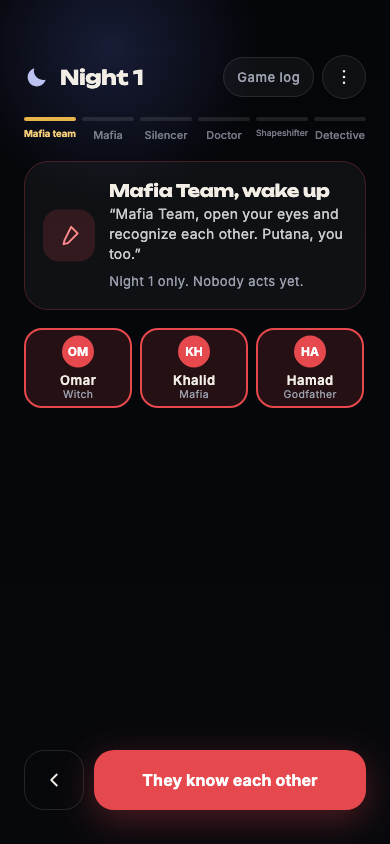 Night 1
Game log
Mafia team
Mafia
Silencer
Doctor
Shapeshifter
Detective
Mafia Team, wake up
“Mafia Team, open your eyes and
recognize each other. Putana, you
too.”
Night 1 only. Nobody acts yet.
OM
Omar
Witch
KH
Khalid
Mafia
HA
Hamad
Godfather
They know each other